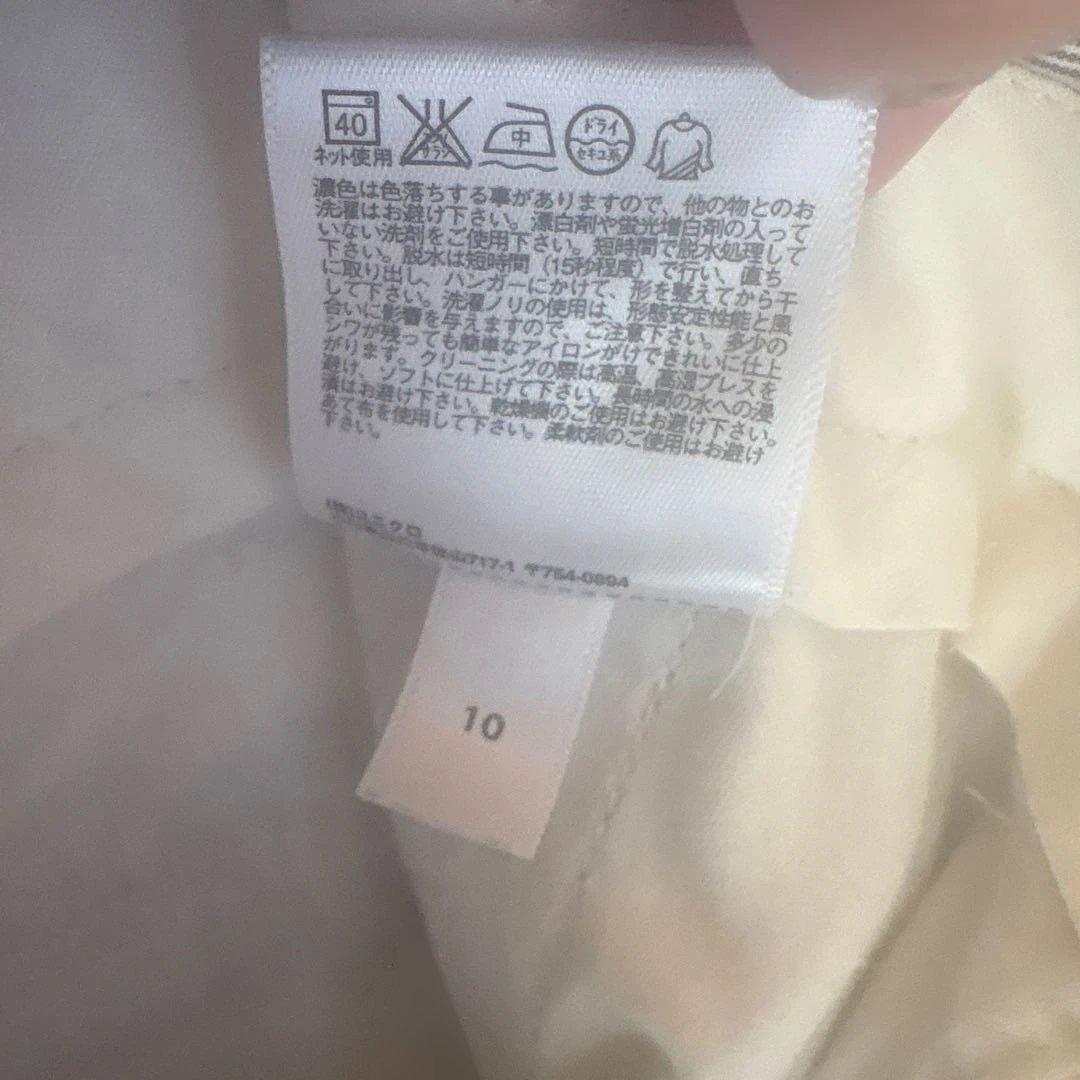 40
ネット使用
中
ドライ
セキユ系
濃色は色落ちする事がありますので、他の物とのお
洗濯はお避け下さい。漂白剤や蛍光増白剤の入って
いない洗剤をご使用下さい。短時間で脱水処理して
下さい。脱水は短時間(15秒程度)で行い、直ち
に取り出し、ハンガーにかけて、形を整えてから干
して下さい。洗濯ノリの使用は、形態安定性能と風
合いに影響を与えますので、ご注意下さい。多少の
シワが残っても簡単なアイロンがけできれいに仕上
がります。クリーニングの際は高温、高湿プレスを
避け、ソフトに仕上げて下さい。長時間の水への浸
漬はお避け下さい。乾燥機のご使用はお避け下さい。
あて布を使用して下さい。柔軟剤のご使用はお避け
下さい。
(株)ユニクロ
717-1 〒754-0894
10